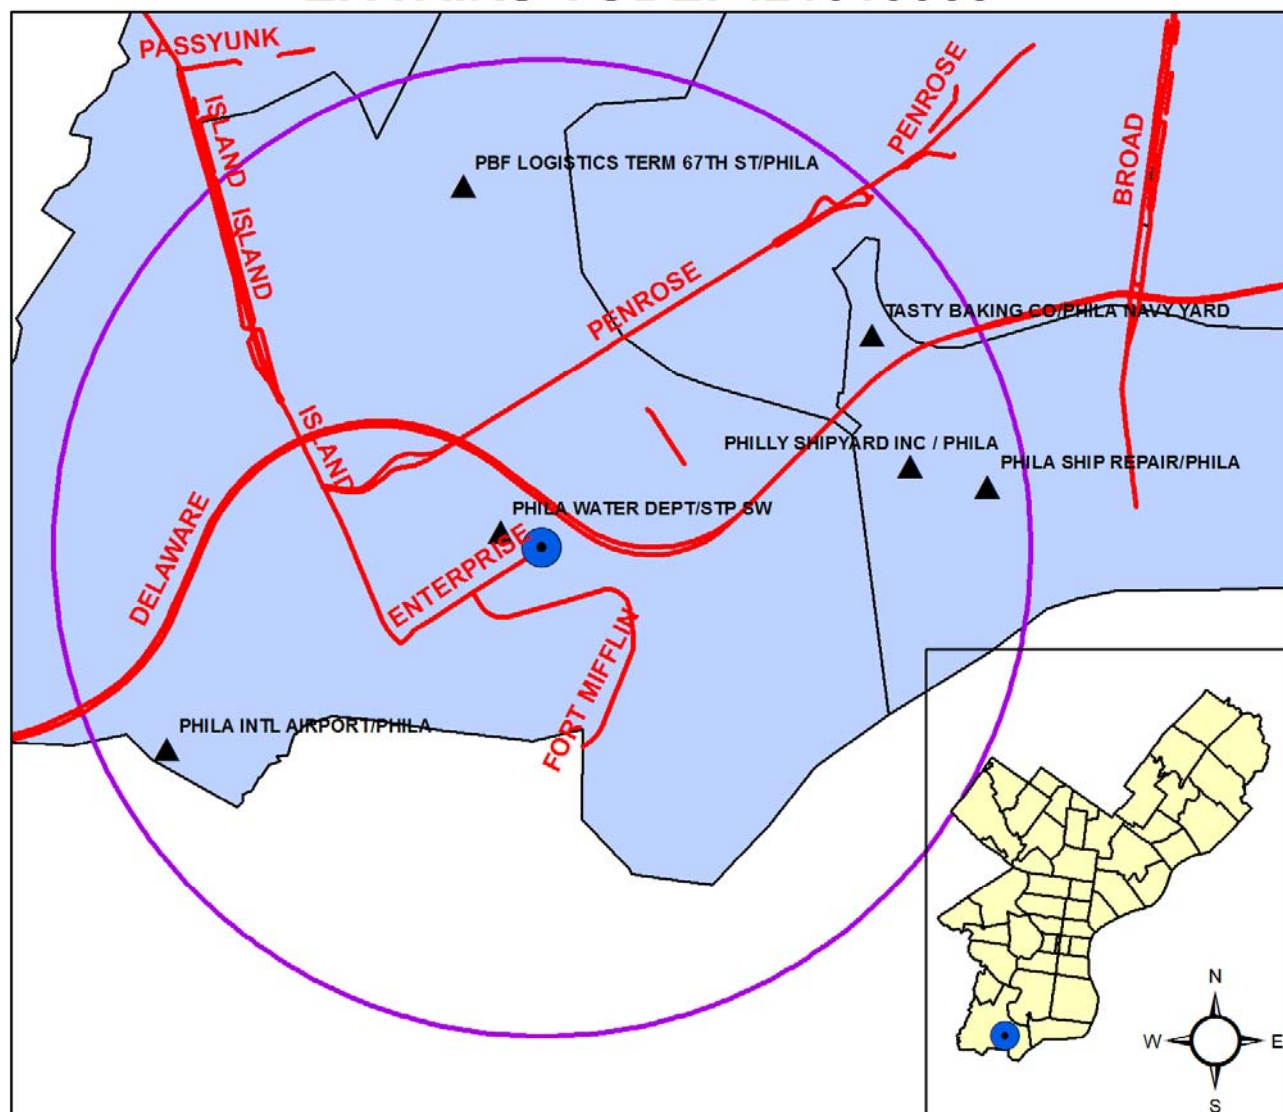 PASSYUNK
ISLAND
PENROSE
BROAD
PBF LOGISTICS TERM 67TH ST/PHILA
ISLAND
PENROSE
TASTY BAKING CO/PHILA NAVY YARD
ISLAND
PHILLY SHIPYARD INC / PHILA
PHILA SHIP REPAIR/PHILA
DELAWARE
PHILA WATER DEPT/STP SW
ENTERPRISE
FORT MIFFLIN
PHILA INTL AIRPORT/PHILA
N
W
E
S